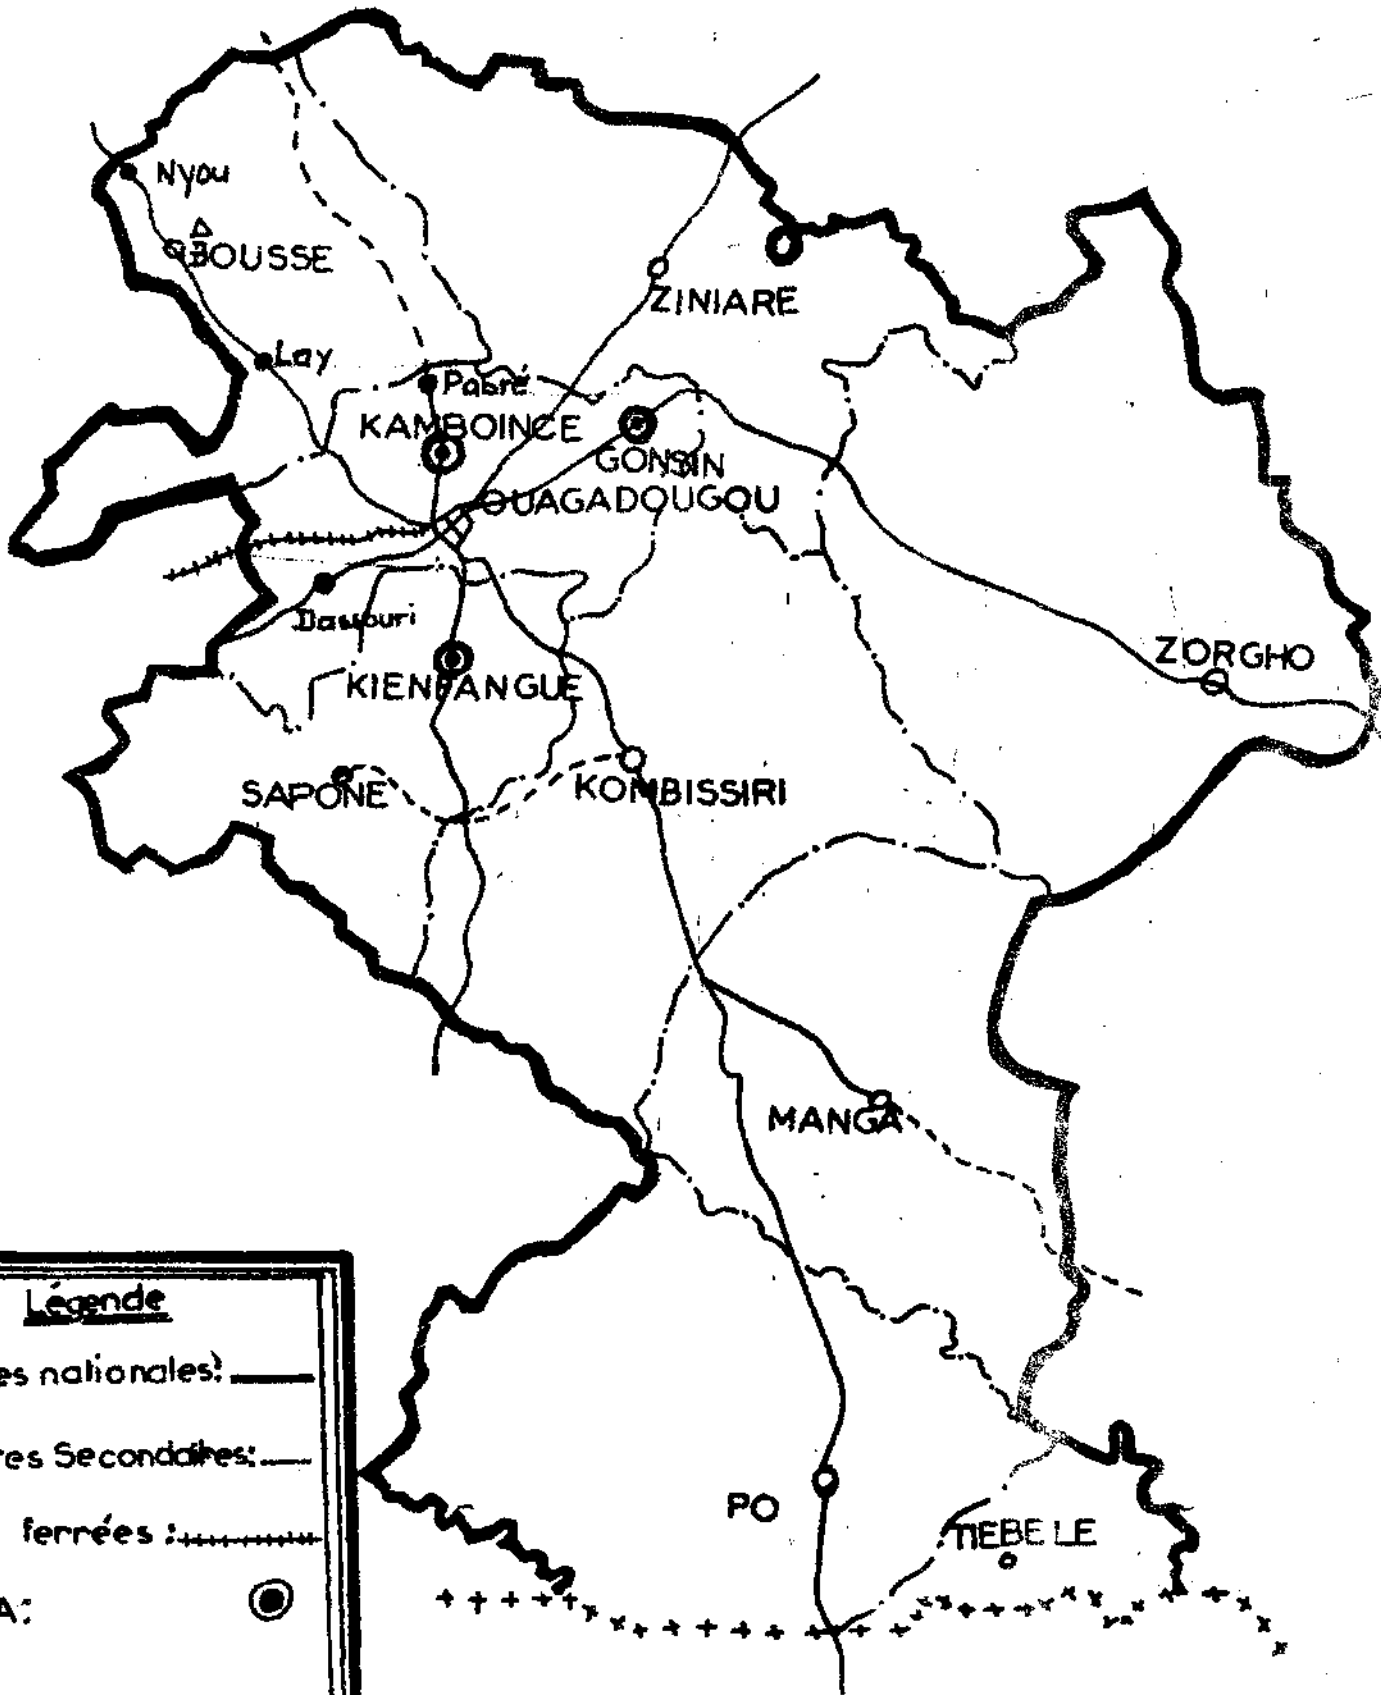 Nyou
BOUSSE
ZINIARE
Lay
Pabré
KAMBOINCE
GONSIN
OUAGADOUGOU
Dassouri
ZORGHO
KIENFANGUE
SAPONE
KOMBISSIRI
MANGA
Légende
es nationales:
res Secondaires:
ferrées :
A:
PO
TIEBELE